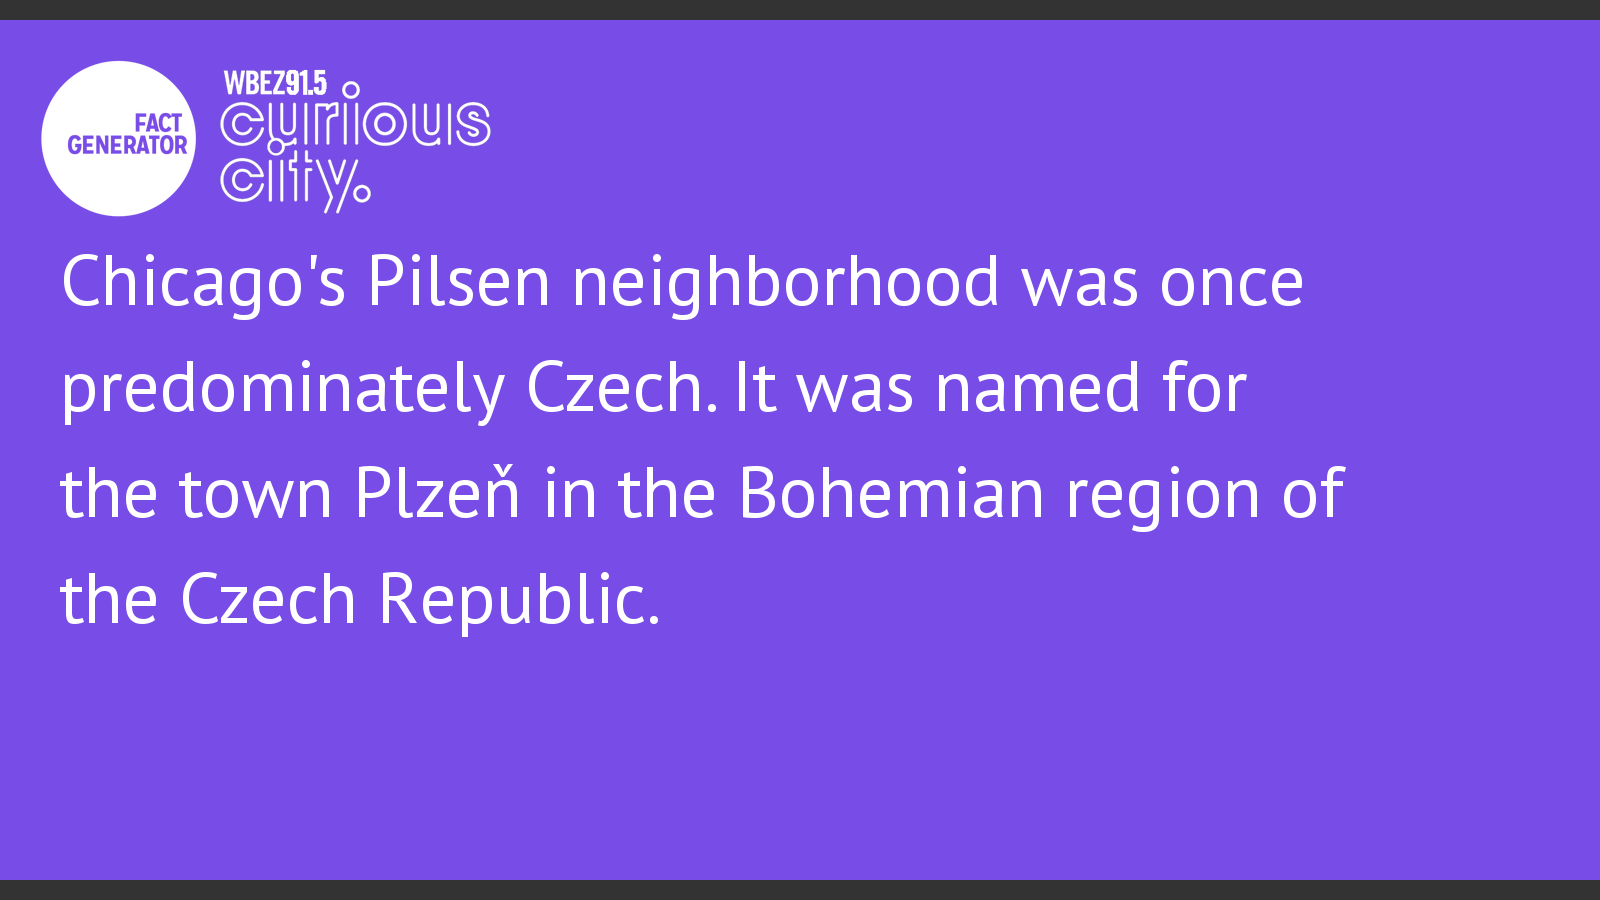 FACT
GENERATOR
WBEZ91.5
curious
city.
Chicago's Pilsen neighborhood was once
predominately Czech. It was named for
the town Plzeň in the Bohemian region of
the Czech Republic.